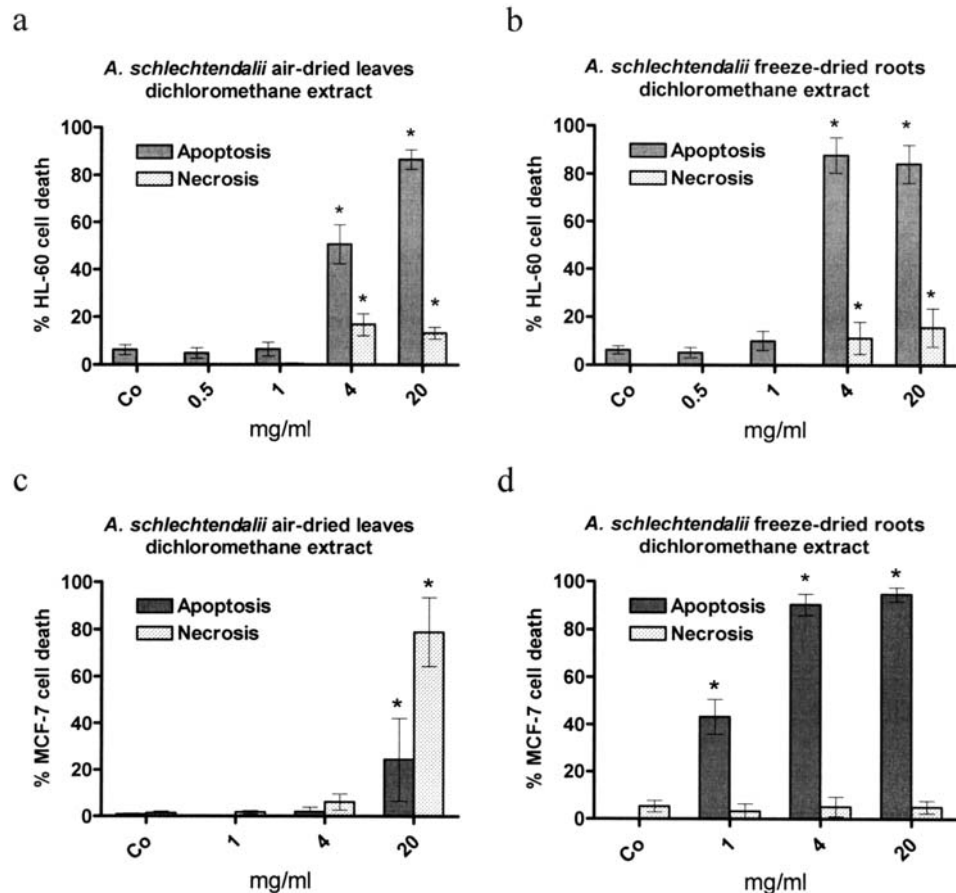 a
A. schlechtendalii air-dried leaves
dichloromethane extract
% HL-60 cell death
100
80
60
40
20
0
Apoptosis
Necrosis
*
*
*
*
Co
0.5
1
4
20
mg/ml
b
A. schlechtendalii freeze-dried roots
dichloromethane extract
% HL-60 cell death
100
80
60
40
20
0
Apoptosis
Necrosis
*
*
*
*
Co
0.5
1
4
20
mg/ml
c
A. schlechtendalii air-dried leaves
dichloromethane extract
% MCF-7 cell death
100
80
60
40
20
0
Apoptosis
Necrosis
*
*
Co
1
4
20
mg/ml
d
A. schlechtendalii freeze-dried roots
dichloromethane extract
% MCF-7 cell death
100
80
60
40
20
0
Apoptosis
Necrosis
*
*
*
Co
1
4
20
mg/ml